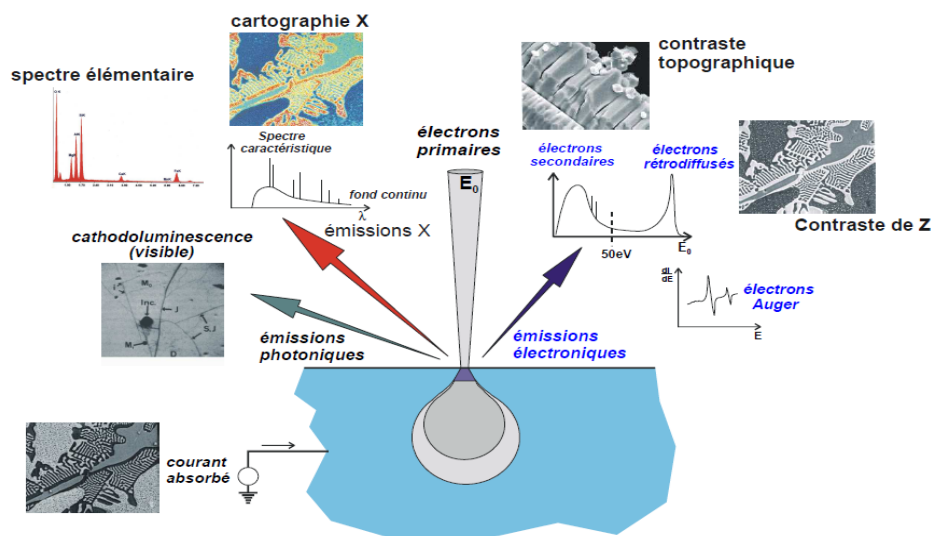 cartographie X
spectre élémentaire
contraste
topographique
Spectre
caractéristique
fond continu
λ
émissions X
électrons
primaires
E₀
électrons
secondaires
électrons
rétrodiffusés
50eV
E₀
Contraste de Z
dL
dE
E
électrons
Auger
cathodoluminescence
(visible)
M₀
Inc.
J
S.J
D
émissions
photoniques
émissions
électroniques
courant
absorbé